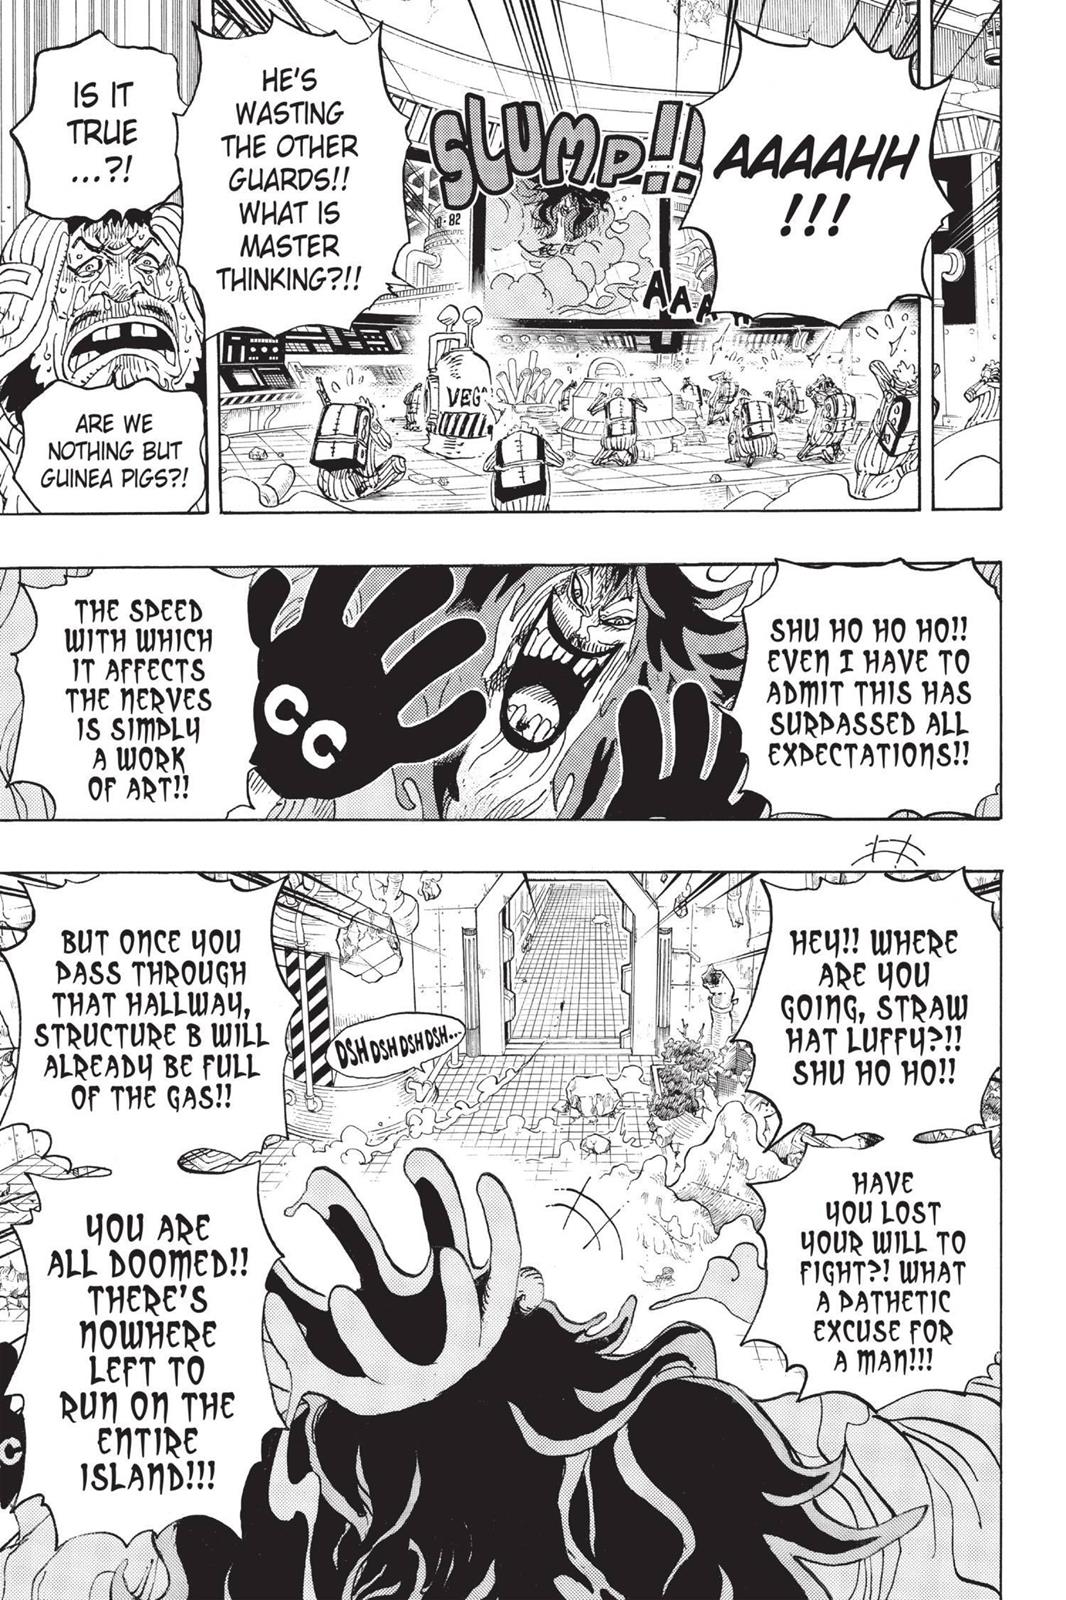 AAAAHH
!!!
SLUMP!!
10-82
AAA
VEG
HE'S
WASTING
THE OTHER
GUARDS!!
WHAT IS
MASTER
THINKING?!!
IS IT
TRUE
...?!
ARE WE
NOTHING BUT
GUINEA PIGS?!
SHU HO HO HO!!
EVEN I HAVE TO
ADMIT THIS HAS
SURPASSED ALL
EXPECTATIONS!!
CC
THE SPEED
WITH WHICH
IT AFFECTS
THE NERVES
IS SIMPLY
A WORK
OF ART!!
HEY!! WHERE
ARE YOU
GOING, STRAW
HAT LUFFY?!!
SHU HO HO!!
DSH DSH DSH DSH...
HAVE
YOU LOST
YOUR WILL TO
FIGHT?! WHAT
A PATHETIC
EXCUSE FOR
A MAN!!!
BUT ONCE YOU
PASS THROUGH
THAT HALLWAY,
STRUCTURE B WILL
ALREADY BE FULL
OF THE GAS!!
YOU ARE
ALL DOOMED!!
THERE'S
NOWHERE
LEFT TO
RUN ON THE
ENTIRE
ISLAND!!!
C